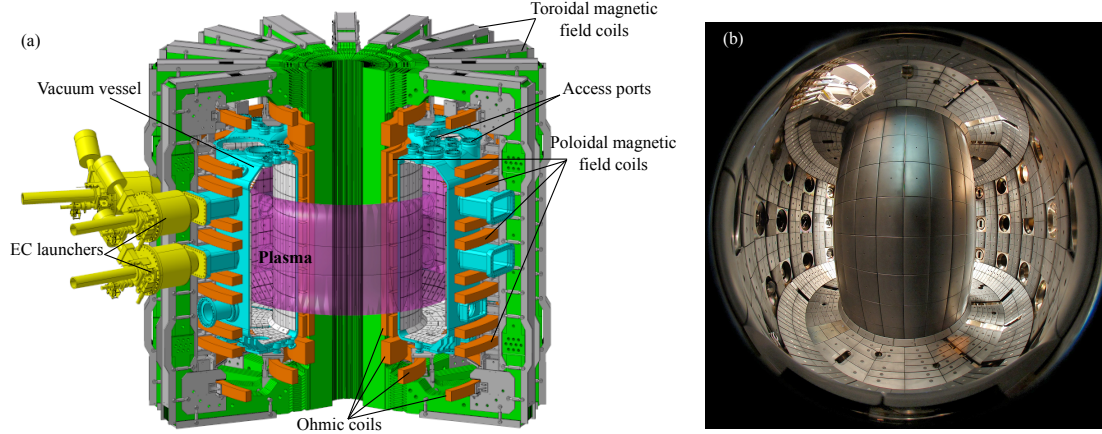 (a)
Toroidal magnetic
field coils
Vacuum vessel
Access ports
Poloidal magnetic
field coils
EC launchers
Plasma
Ohmic coils
(b)